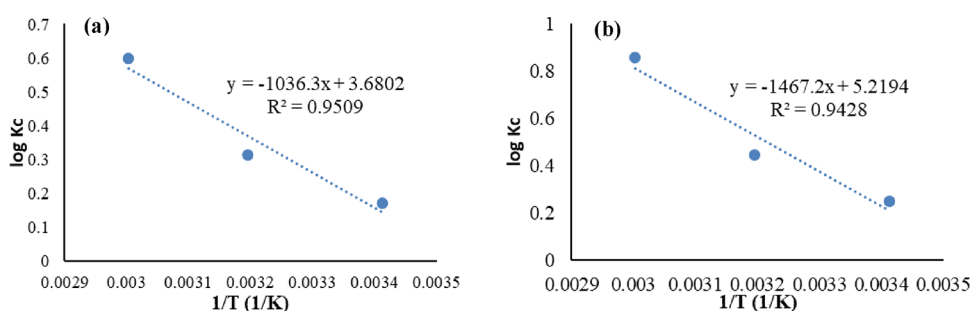 (a)
0.7
0.6
0.5
0.4
0.3
0.2
0.1
0
log Kc
y = -1036.3x + 3.6802
R² = 0.9509
0.0029 0.003 0.0031 0.0032 0.0033 0.0034 0.0035
1/T (1/K)
(b)
1
0.8
0.6
0.4
0.2
0
log Kc
y = -1467.2x + 5.2194
R² = 0.9428
0.0029 0.003 0.0031 0.0032 0.0033 0.0034 0.0035
1/T (1/K)